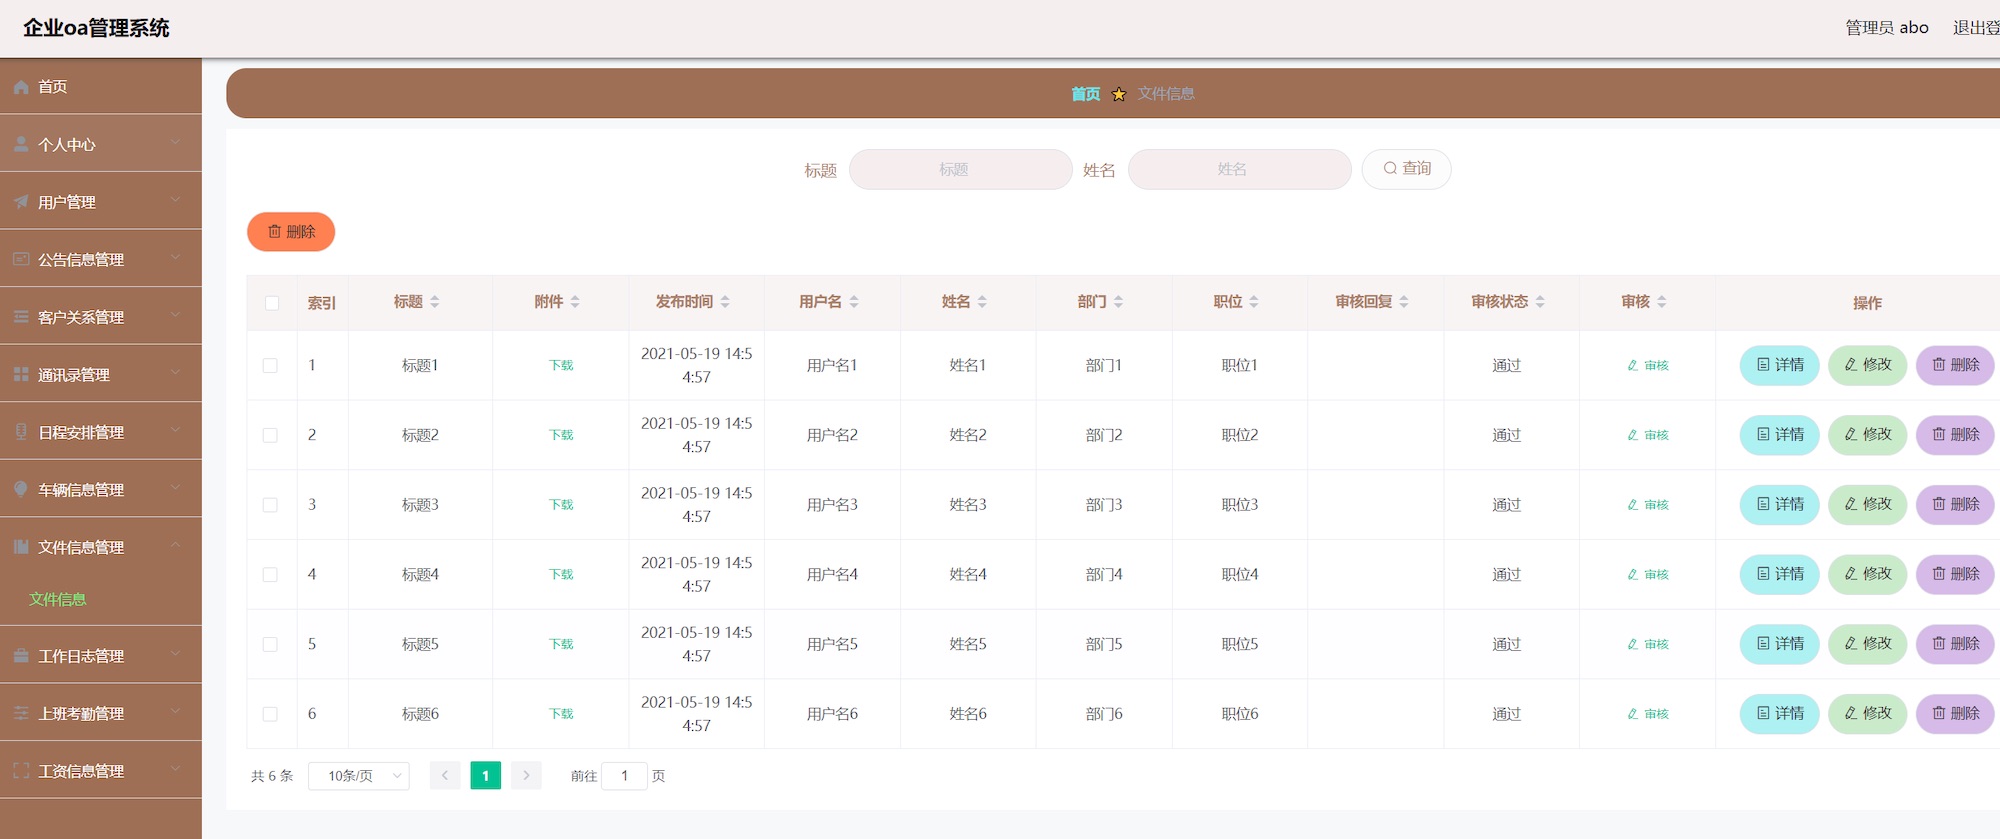 企业oa管理系统
管理员 abo 退出登
首页
个人中心
用户管理
公告信息管理
客户关系管理
通讯录管理
日程安排管理
车辆信息管理
文件信息管理
文件信息
工作日志管理
上班考勤管理
工资信息管理
首页 文件信息
标题 标题 姓名 姓名 查询
删除
索引 标题 附件 发布时间 用户名 姓名 部门 职位 审核回复 审核状态 审核 操作
1 标题1 下载 2021-05-19 14:5 用户名1 姓名1 部门1 职位1 通过 审核 详情 修改 删除
4:57
2 标题2 下载 2021-05-19 14:5 用户名2 姓名2 部门2 职位2 通过 审核 详情 修改 删除
4:57
3 标题3 下载 2021-05-19 14:5 用户名3 姓名3 部门3 职位3 通过 审核 详情 修改 删除
4:57
4 标题4 下载 2021-05-19 14:5 用户名4 姓名4 部门4 职位4 通过 审核 详情 修改 删除
4:57
5 标题5 下载 2021-05-19 14:5 用户名5 姓名5 部门5 职位5 通过 审核 详情 修改 删除
4:57
6 标题6 下载 2021-05-19 14:5 用户名6 姓名6 部门6 职位6 通过 审核 详情 修改 删除
4:57
共 6 条 10条/页 1 前往 1 页